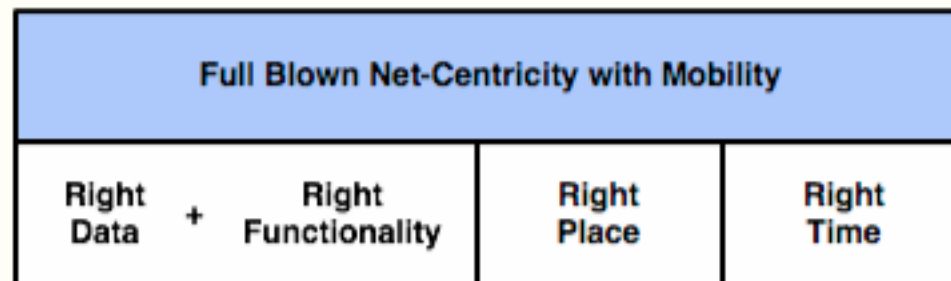 Full Blown Net-Centricity with Mobility
Right Data + Right Functionality
Right Place
Right Time